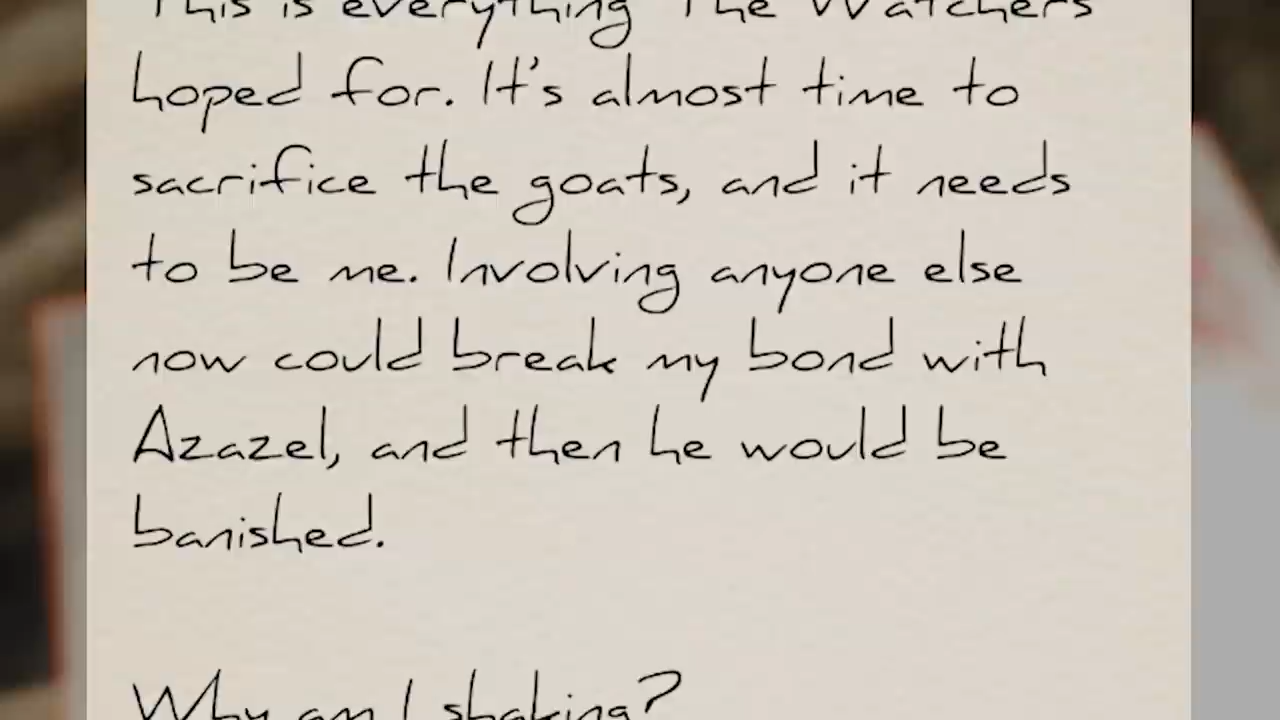 This is everything The Watchers
hoped for. It's almost time to
sacrifice the goats, and it needs
to be me. Involving anyone else
now could break my bond with
Azazel, and then he would be
banished.
Why am I shaking?